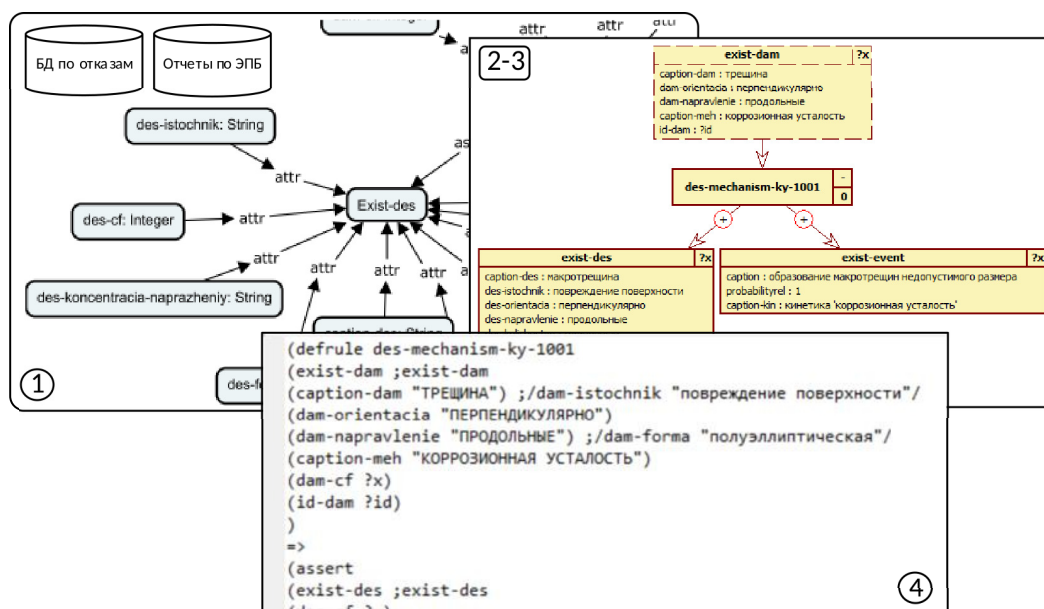 БД по отказам
Отчеты по ЭПБ
attr
attr
attr
des-istochnik: String
attr
Exist-des
des-cf: Integer
attr
attr
attr
attr
attr
des-koncentracia-naprazheniy: String
caption-des: String
1
2-3
exist-dam
?x
caption-dam : трещина
dam-orientacia : перпендикулярно
dam-napravlenie : продольные
caption-meh : коррозионная усталость
id-dam : ?id
des-mechanism-ky-1001
-
0
+
+
exist-des
?x
caption-des : макротрещина
des-istochnik : повреждение поверхности
des-orientacia : перпендикулярно
des-napravlenie : продольные
exist-event
?x
caption : образование макротрещин недопустимого размера
probabilityrel : 1
caption-kin : кинетика 'коррозионная усталость'
(defrule des-mechanism-ky-1001
(exist-dam ;exist-dam
(caption-dam "ТРЕЩИНА") ;/dam-istochnik "повреждение поверхности"/
(dam-orientacia "ПЕРПЕНДИКУЛЯРНО")
(dam-napravlenie "ПРОДОЛЬНЫЕ") ;/dam-forma "полуэллиптическая"/
(caption-meh "КОРРОЗИОННАЯ УСТАЛОСТЬ")
(dam-cf ?x)
(id-dam ?id)
)
=>
(assert
(exist-des ;exist-des
4